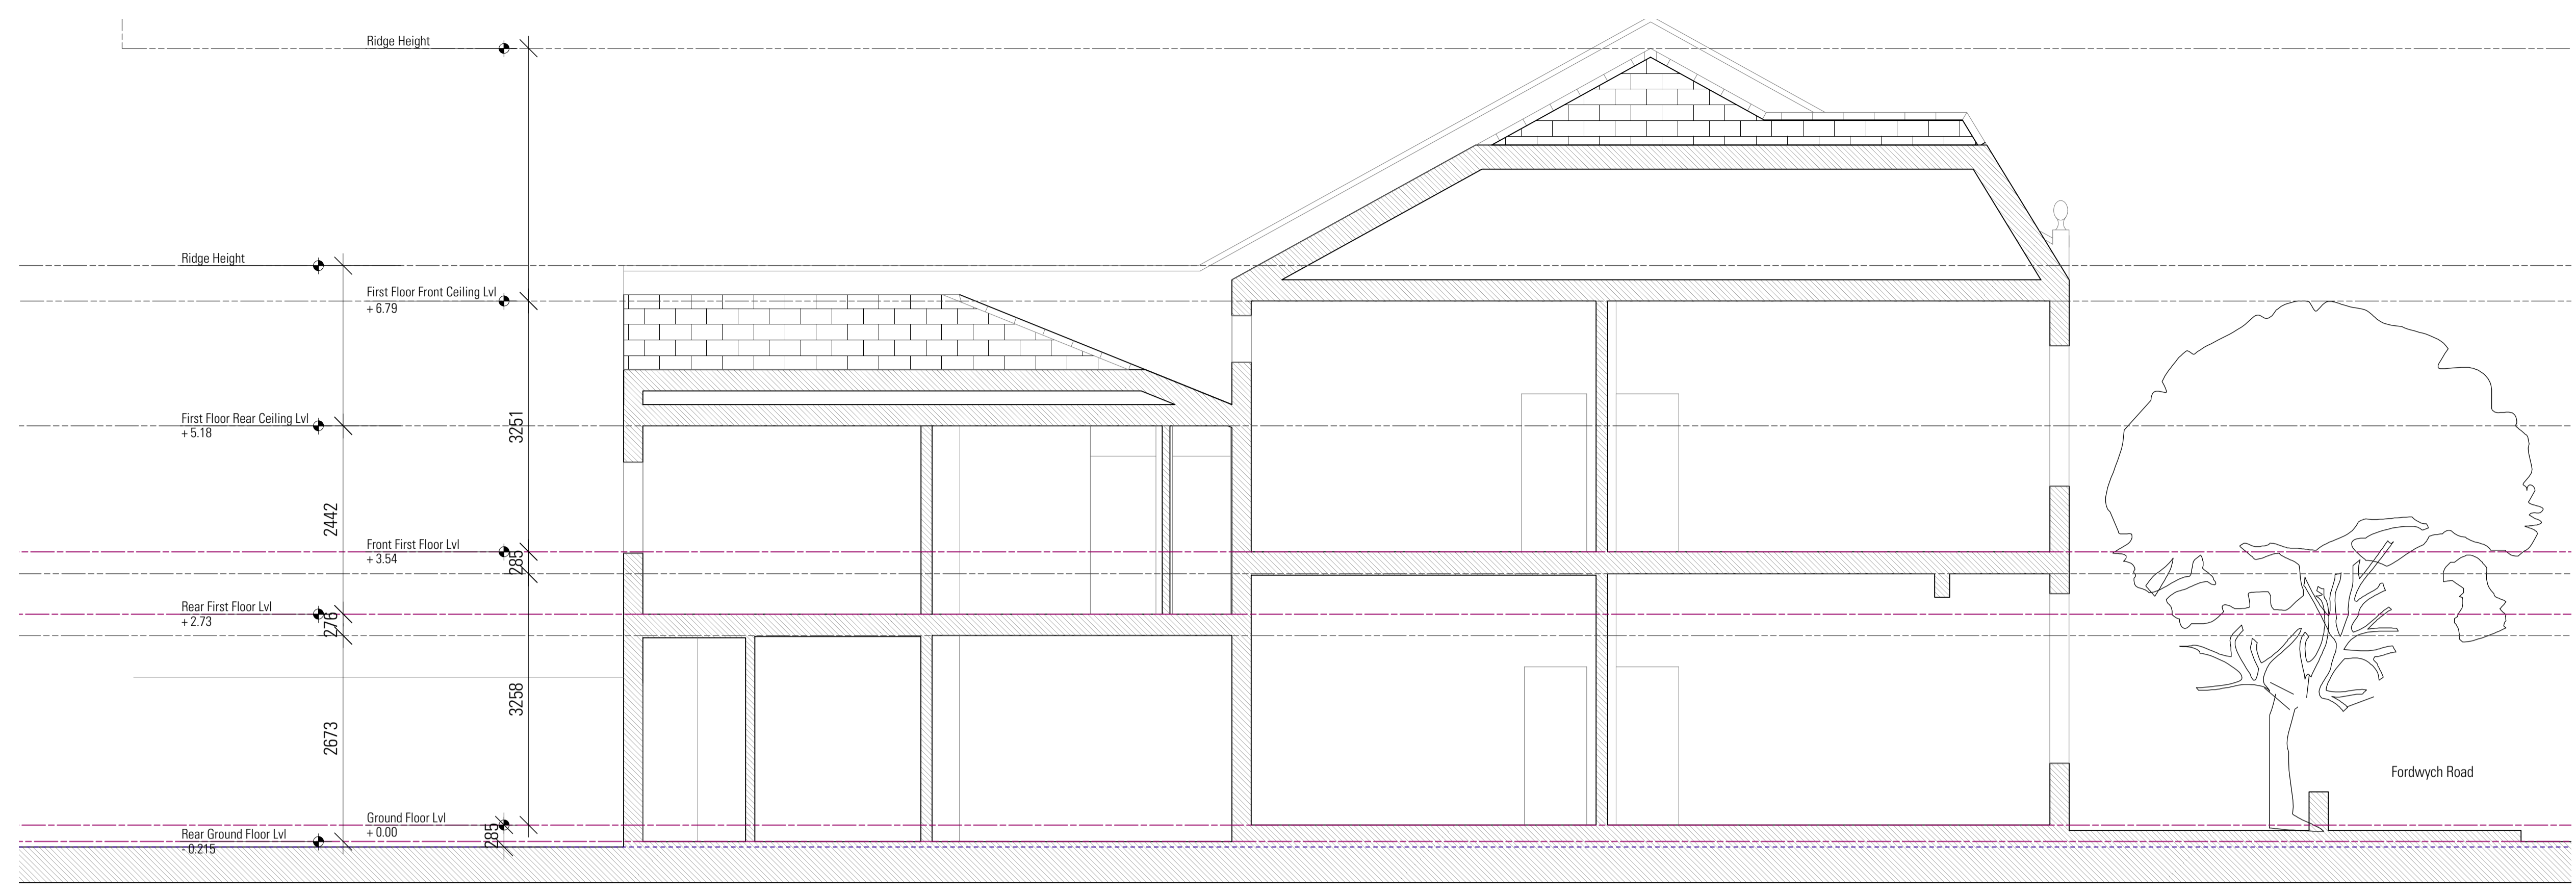 Ridge Height
Ridge Height
First Floor Front Ceiling Lvl
+ 6.79
First Floor Rear Ceiling Lvl
+ 5.18
3251
2442
Front First Floor Lvl
+ 3.54
285
Rear First Floor Lvl
+ 2.73
276
3258
2673
Fordwych Road
Ground Floor Lvl
+ 0.00
285
Rear Ground Floor Lvl
- 0.215